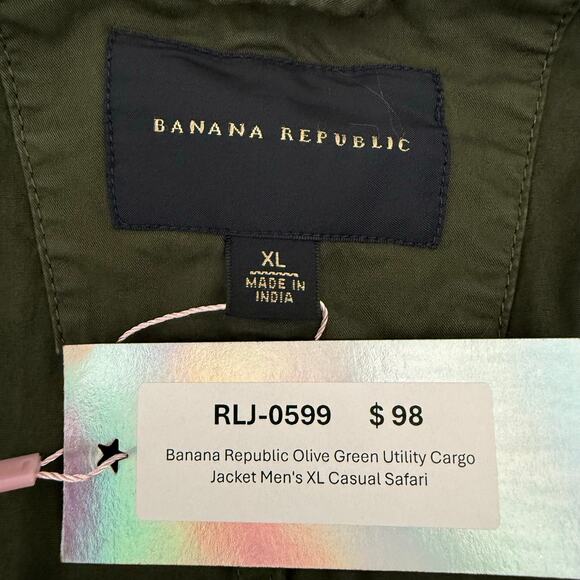 BANANA REPUBLIC
XL
MADE IN
INDIA
RLJ-0599 $ 98
Banana Republic Olive Green Utility Cargo
Jacket Men's XL Casual Safari